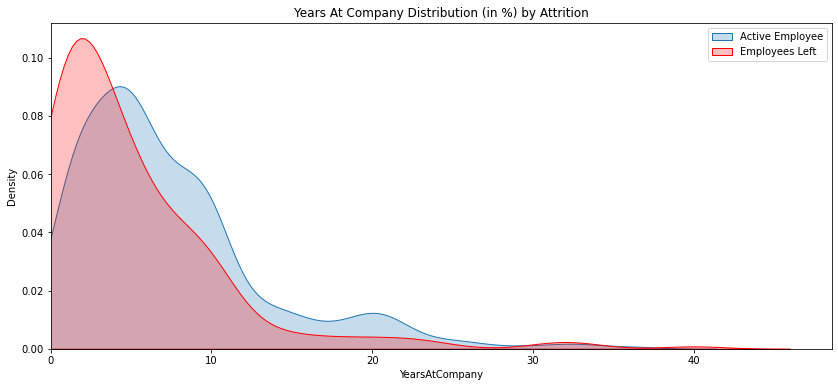 Years At Company Distribution (in %) by Attrition
Active Employee
Employees Left
0.10
0.08
0.06
0.04
0.02
0.00
Density
0
10
20
30
40
YearsAtCompany